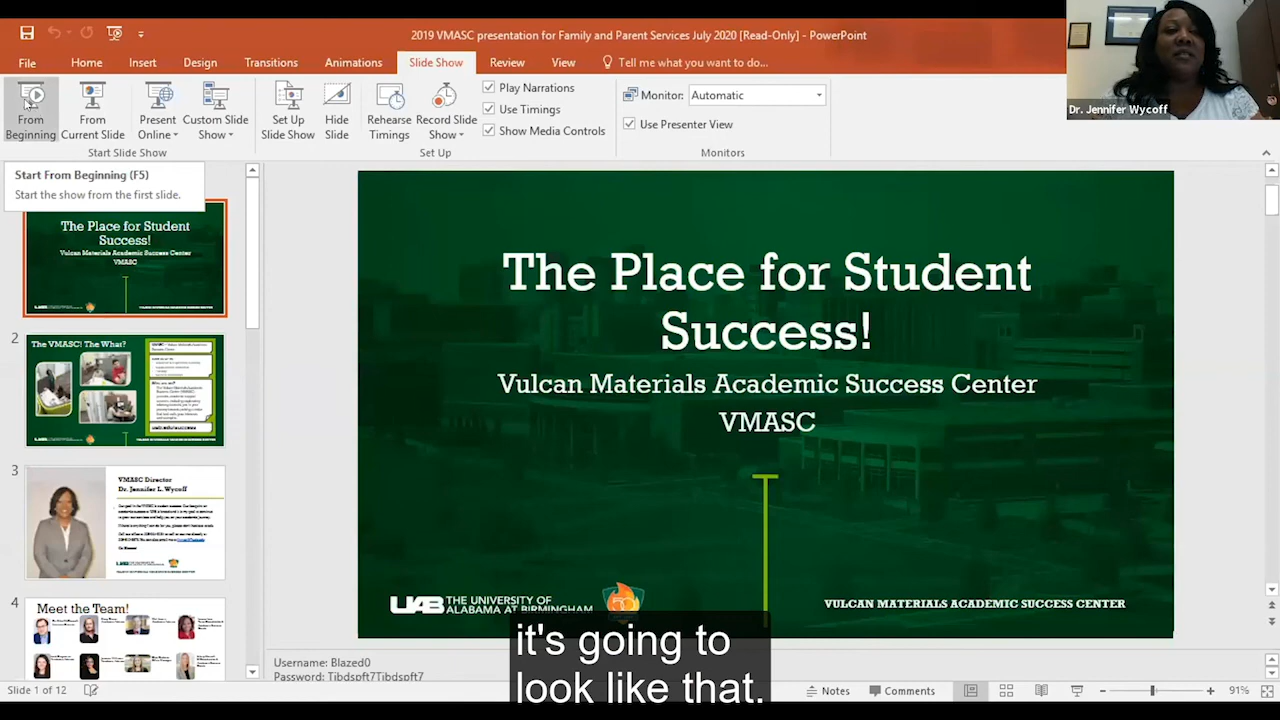 2019 VMASC presentation for Family and Parent Services July 2020 [Read-Only] - PowerPoint
File Home Insert Design Transitions Animations Slide Show Review View Tell me what you want to do...
From Beginning
From Current Slide
Present Online
Custom Slide Show
Start Slide Show
Set Up Slide Show
Hide Slide
Rehearse Timings
Record Slide Show
Play Narrations
Use Timings
Show Media Controls
Set Up
Monitor: Automatic
Use Presenter View
Monitors
Dr. Jennifer Wycoff
Start From Beginning (F5)
Start the show from the first slide.
The Place for Student
Success!
Vulcan Materials Academic Success Center
VMASC
2
The VMASC! The What?
3
VMASC Director
Dr. Jennifer L. Wycoff
4
Meet the Team!
The Place for Student
Success!
Vulcan Materials Academic Success Center
VMASC
UAB THE UNIVERSITY OF
ALABAMA AT BIRMINGHAM
VULCAN MATERIALS ACADEMIC SUCCESS CENTER
it's going to
look like that.
Username: Blazed0
Slide 1 of 12
Notes
Comments
91%